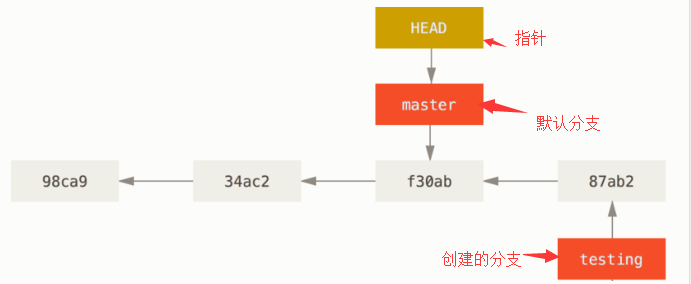 HEAD
指针
master
默认分支
98ca9
34ac2
f30ab
87ab2
创建的分支
testing